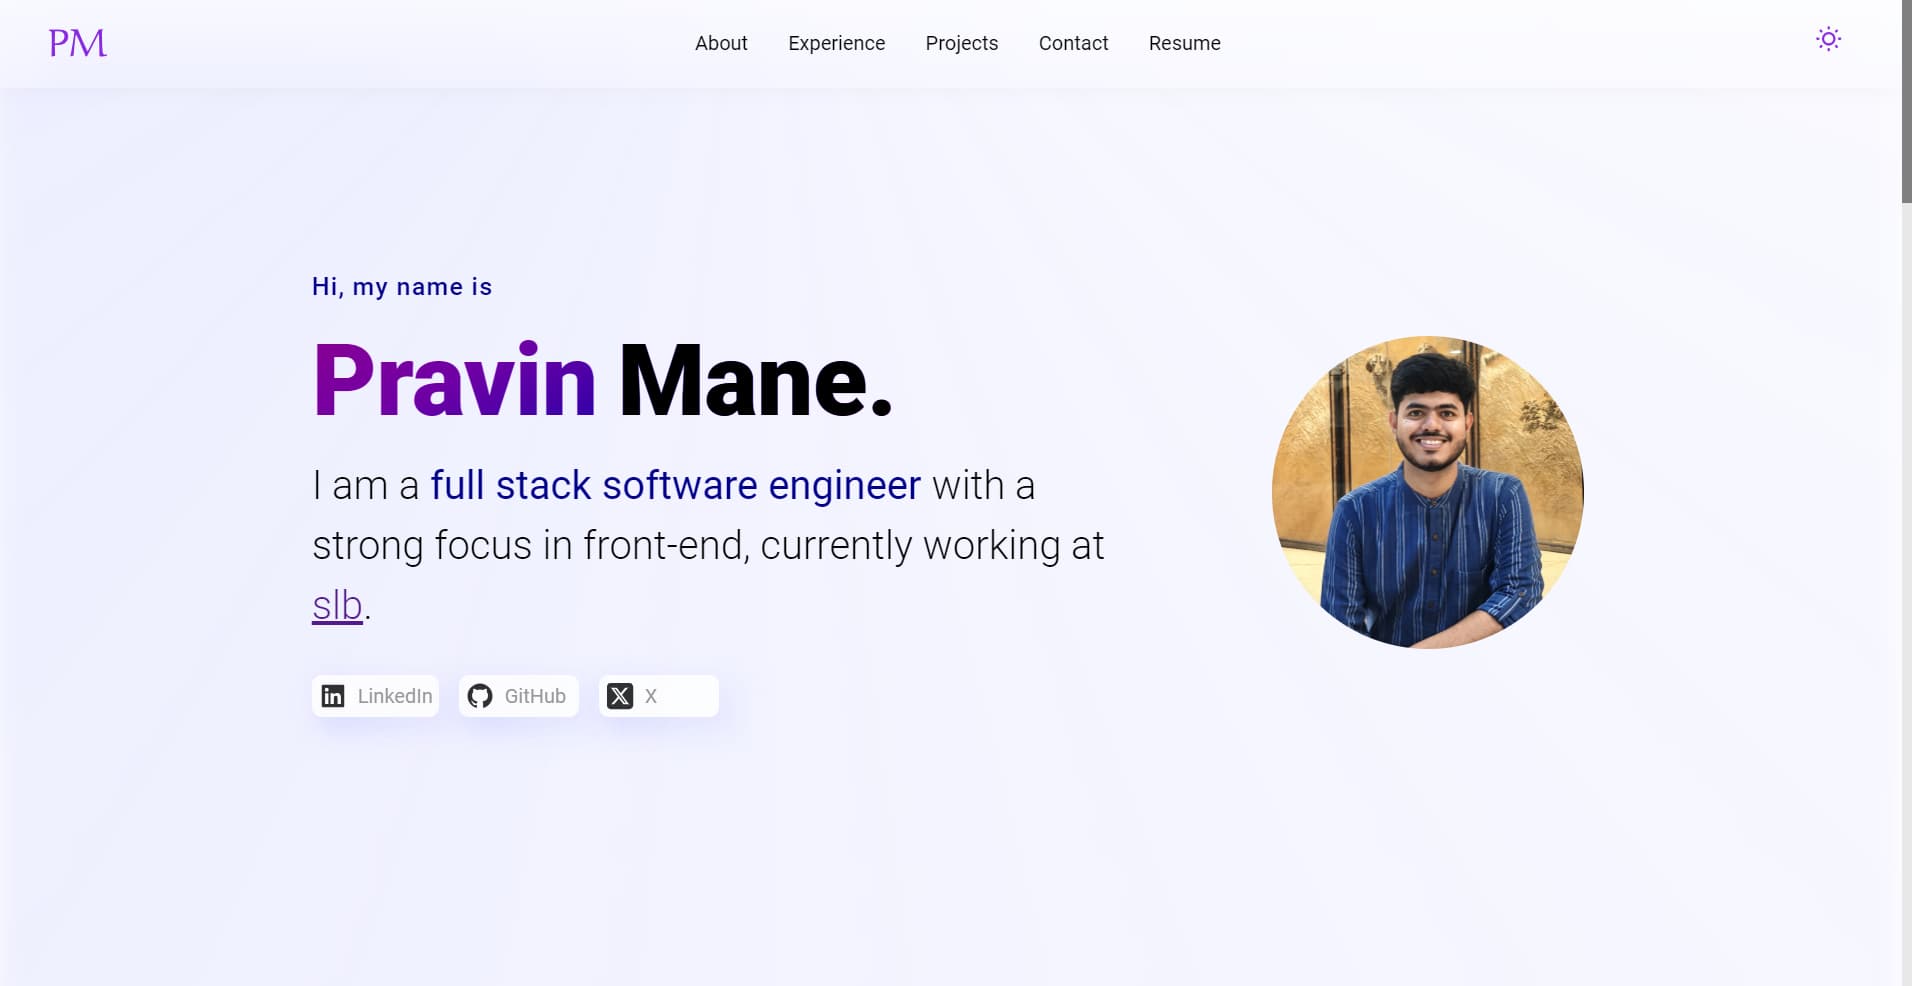 PM
About
Experience
Projects
Contact
Resume
Hi, my name is
Pravin Mane.
I am a full stack software engineer with a
strong focus in front-end, currently working at
slb.
LinkedIn
GitHub
X